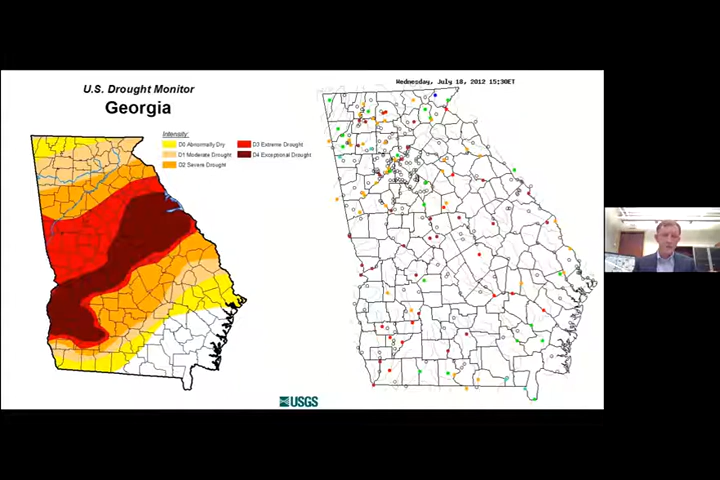 U.S. Drought Monitor
Georgia
Intensity:
D0 Abnormally Dry
D1 Moderate Drought
D2 Severe Drought
D3 Extreme Drought
D4 Exceptional Drought
Wednesday, July 18, 2012 15:30ET
USGS